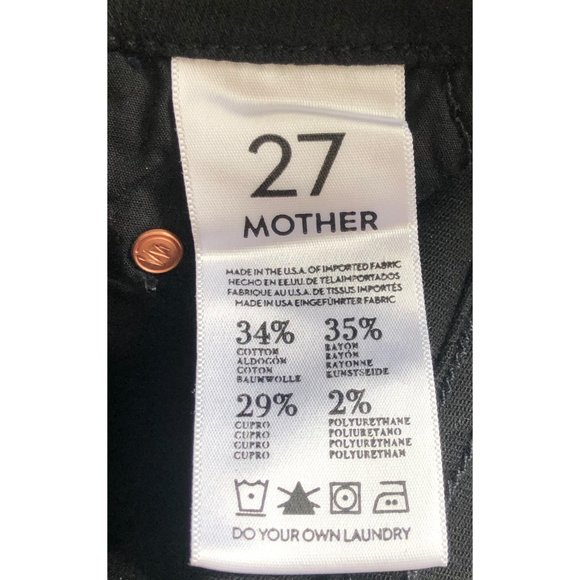 27
MOTHER
MADE IN THE U.S.A. OF IMPORTED FABRIC
HECHO EN EE.UU. DE TELA IMPORTADOS
FABRIQUE AU U.S.A. DE TISSUS IMPORTÉS
MADE IN USA EINGEFÜHRTER FABRIC
34% 35%
COTTON RAYON
ALDOGÓN RAYÓN
COTON RAYONNE
BAUMWOLLE KUNSTSEIDE
29% 2%
CUPRO POLYURETHANE
CUPRO POLIURETANO
CUPRO POLYURÉTHANE
CUPRO POLYURETHAN
DO YOUR OWN LAUNDRY